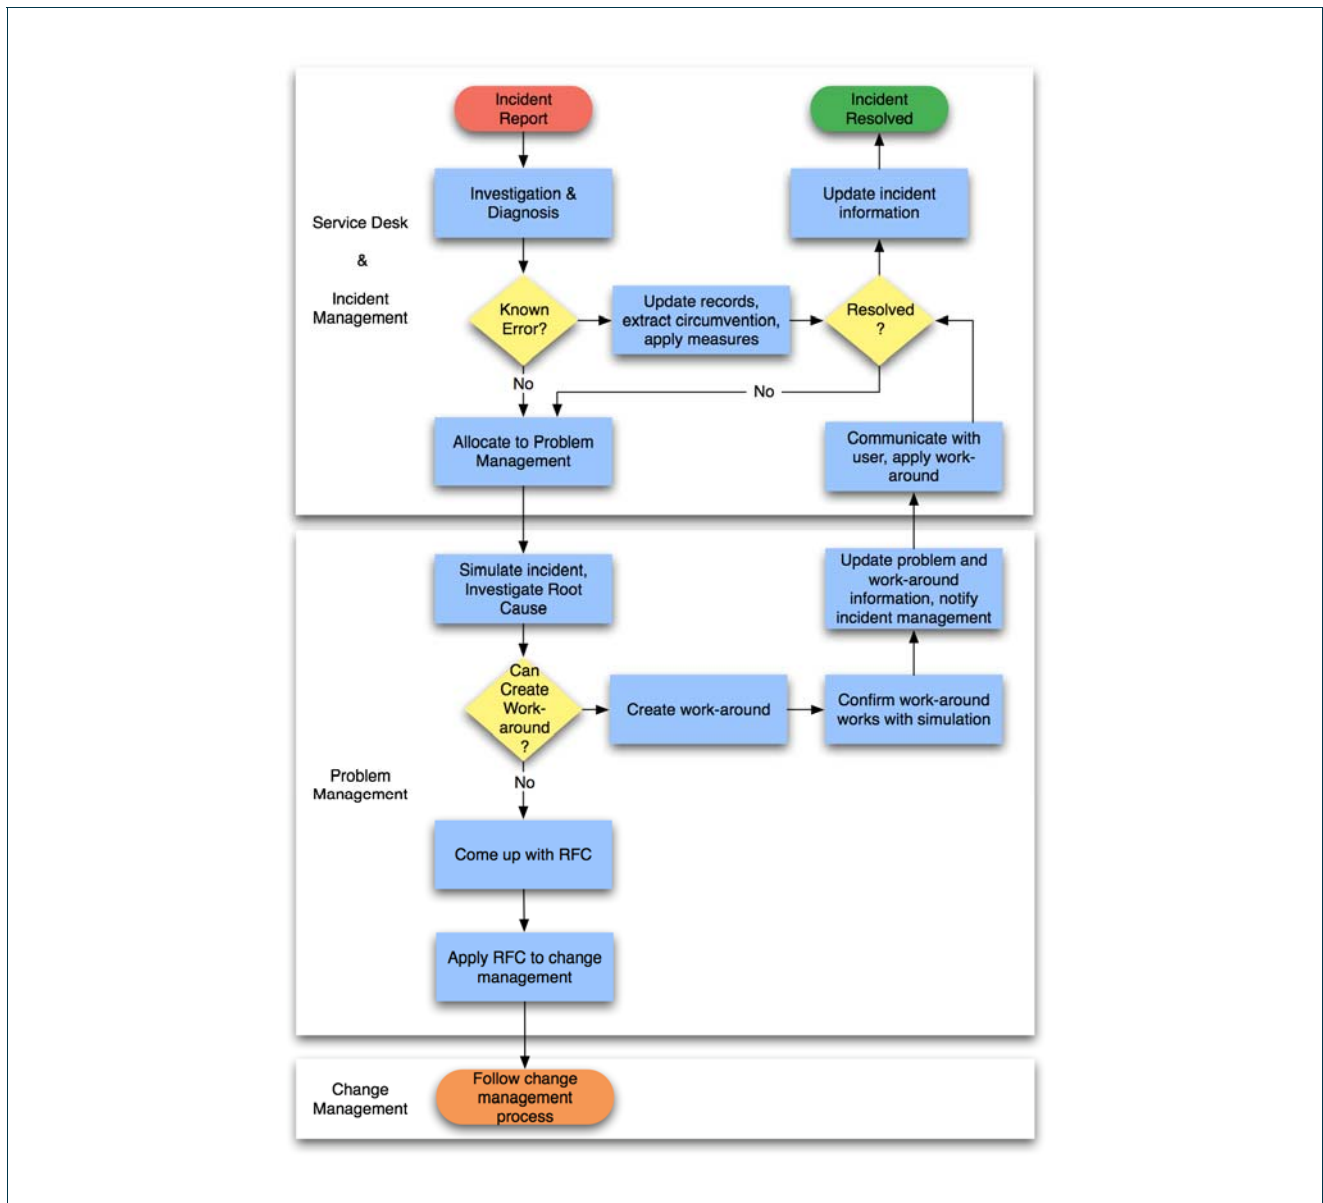 Incident
Report
Incident
Resolved
Investigation &
Diagnosis
Update incident
information
Service Desk
&
Incident
Management
Known
Error?
Update records,
extract circumvention,
apply measures
Resolved
?
No
No
Allocate to Problem
Management
Communicate with
user, apply work-
around
Simulate incident,
Investigate Root
Cause
Update problem and
work-around
information, notify
incident management
Can
Create
Work-
around
?
Create work-around
Confirm work-around
works with simulation
Problem
Management
No
Come up with RFC
Apply RFC to change
management
Change
Management
Follow change
management
process